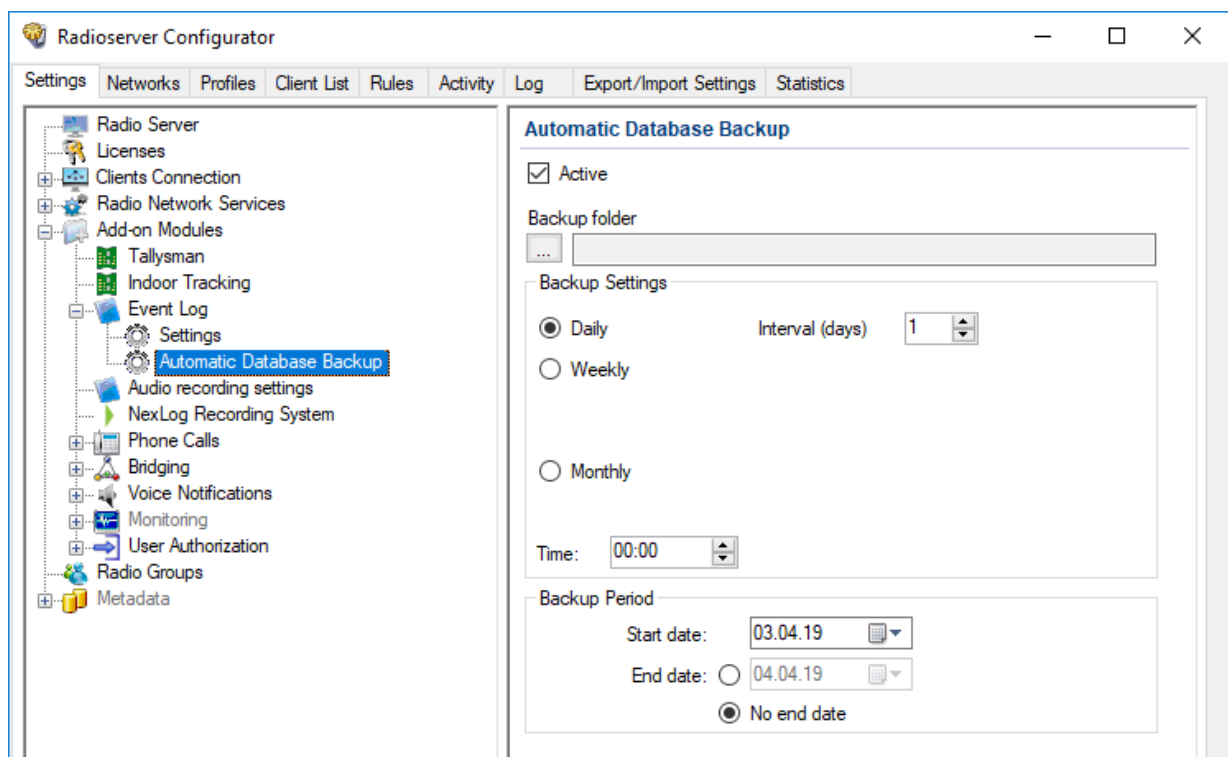 Radioserver Configurator
Settings Networks Profiles Client List Rules Activity Log Export/Import Settings Statistics
Radio Server
Licenses
Clients Connection
Radio Network Services
Add-on Modules
Tallysman
Indoor Tracking
Event Log
Settings
Automatic Database Backup
Audio recording settings
NexLog Recording System
Phone Calls
Bridging
Voice Notifications
Monitoring
User Authorization
Radio Groups
Metadata
Automatic Database Backup
Active
Backup folder
...
Backup Settings
Daily Interval (days) 1
Weekly
Monthly
Time: 00:00
Backup Period
Start date: 03.04.19
End date: 04.04.19
No end date